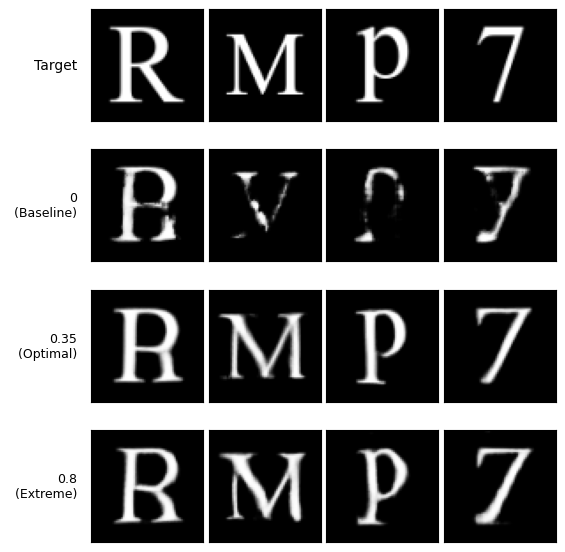 Target R M p 7
0
(Baseline)
0.35
(Optimal) R M P 7
0.8
(Extreme) R M p 7